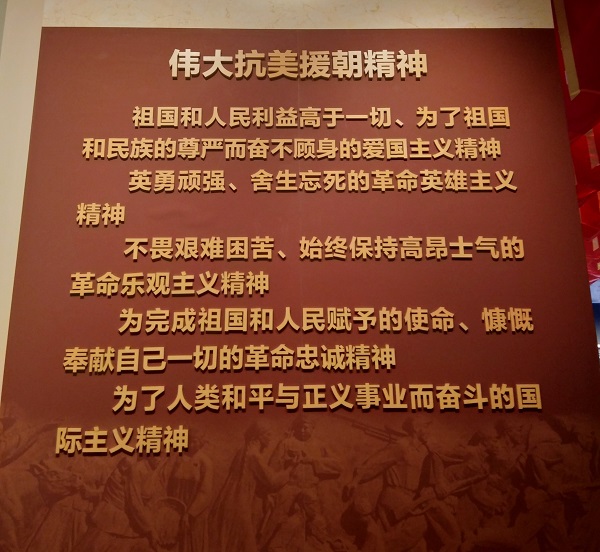 伟大抗美援朝精神
祖国和人民利益高于一切、为了祖国
和民族的尊严而奋不顾身的爱国主义精神
英勇顽强、舍生忘死的革命英雄主义
精神
不畏艰难困苦、始终保持高昂士气的
革命乐观主义精神
为完成祖国和人民赋予的使命、慷慨
奉献自己一切的革命忠诚精神
为了人类和平与正义事业而奋斗的国
际主义精神